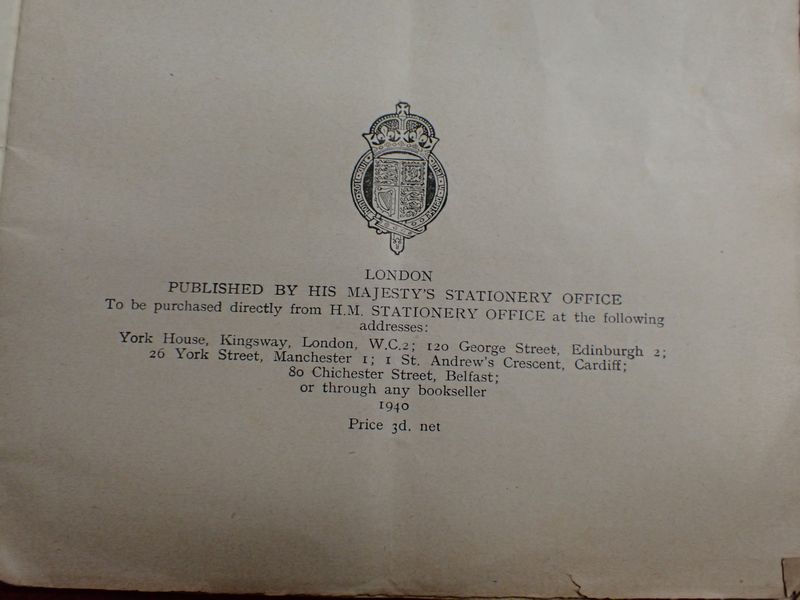 LONDON
PUBLISHED BY HIS MAJESTY'S STATIONERY OFFICE
To be purchased directly from H.M. STATIONERY OFFICE at the following
addresses:
York House, Kingsway, London, W.C.2; 120 George Street, Edinburgh 2;
26 York Street, Manchester 1; 1 St. Andrew's Crescent, Cardiff;
80 Chichester Street, Belfast;
or through any bookseller
1940
Price 3d. net